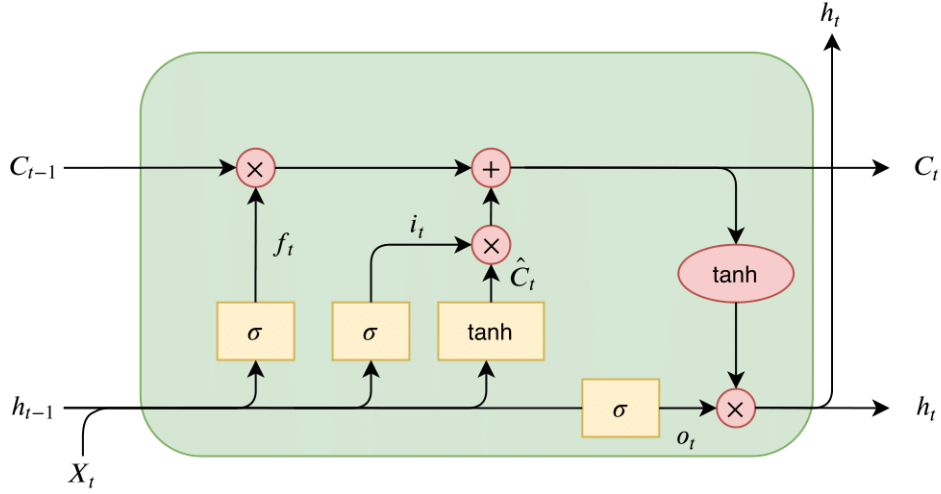 h_t
C_{t−1} × + C_t
f_t i_t × Ĉ_t tanh
σ σ tanh
h_{t−1} σ o_t × h_t
X_t